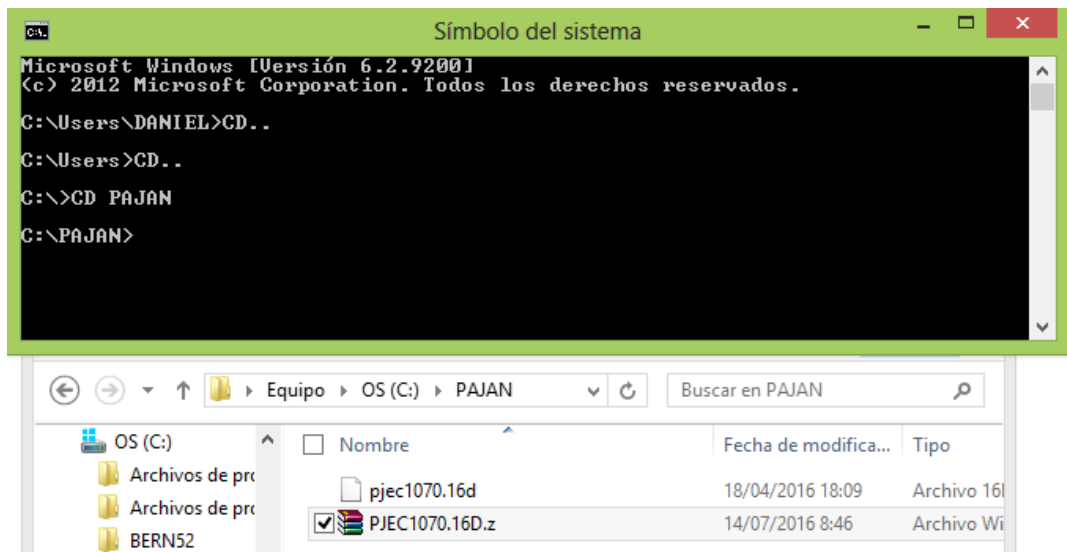 C:\.
Símbolo del sistema
Microsoft Windows [Versión 6.2.9200]
(c) 2012 Microsoft Corporation. Todos los derechos reservados.
C:\Users\DANIEL>CD..
C:\Users>CD..
C:\>CD PAJAN
C:\PAJAN>
Equipo OS (C:) PAJAN Buscar en PAJAN
OS (C:) Nombre Fecha de modifica... Tipo
Archivos de pro
pjec1070.16d 18/04/2016 18:09 Archivo 16
Archivos de pro
PJEC1070.16D.z 14/07/2016 8:46 Archivo Wi
BERN52